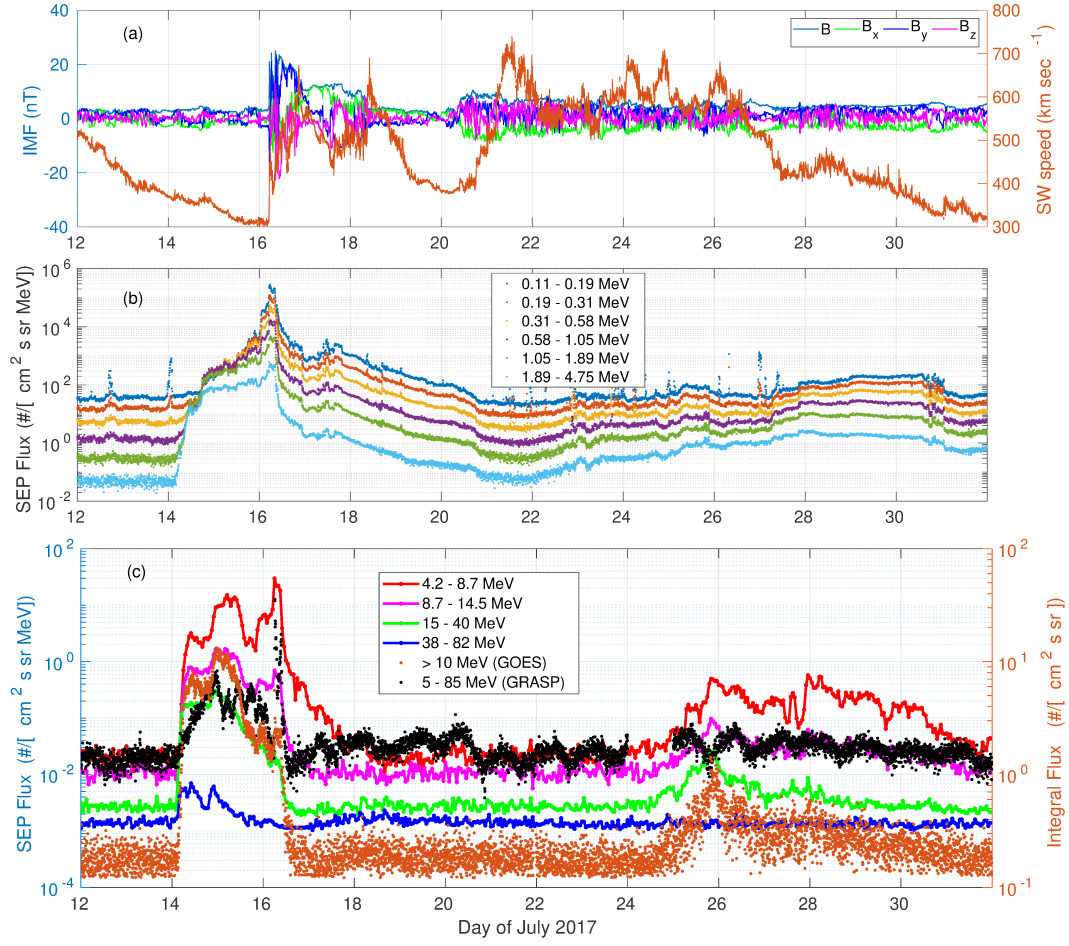 (a)
B Bx By Bz
40
20
0
-20
-40
IMF (nT)
800
700
600
500
400
300
SW speed (km sec -1)
12 14 16 18 20 22 24 26 28 30
(b)
0.11 - 0.19 MeV
0.19 - 0.31 MeV
0.31 - 0.58 MeV
0.58 - 1.05 MeV
1.05 - 1.89 MeV
1.89 - 4.75 MeV
10^6
10^4
10^2
10^0
10^-2
SEP Flux (#/[ cm^2 s sr MeV])
12 14 16 18 20 22 24 26 28 30
(c)
4.2 - 8.7 MeV
8.7 - 14.5 MeV
15 - 40 MeV
38 - 82 MeV
> 10 MeV (GOES)
5 - 85 MeV (GRASP)
10^2
10^0
10^-2
10^-4
SEP Flux (#/[ cm^2 s sr MeV])
10^2
10^1
10^0
10^-1
Integral Flux (#/[ cm^2 s sr ])
12 14 16 18 20 22 24 26 28 30
Day of July 2017